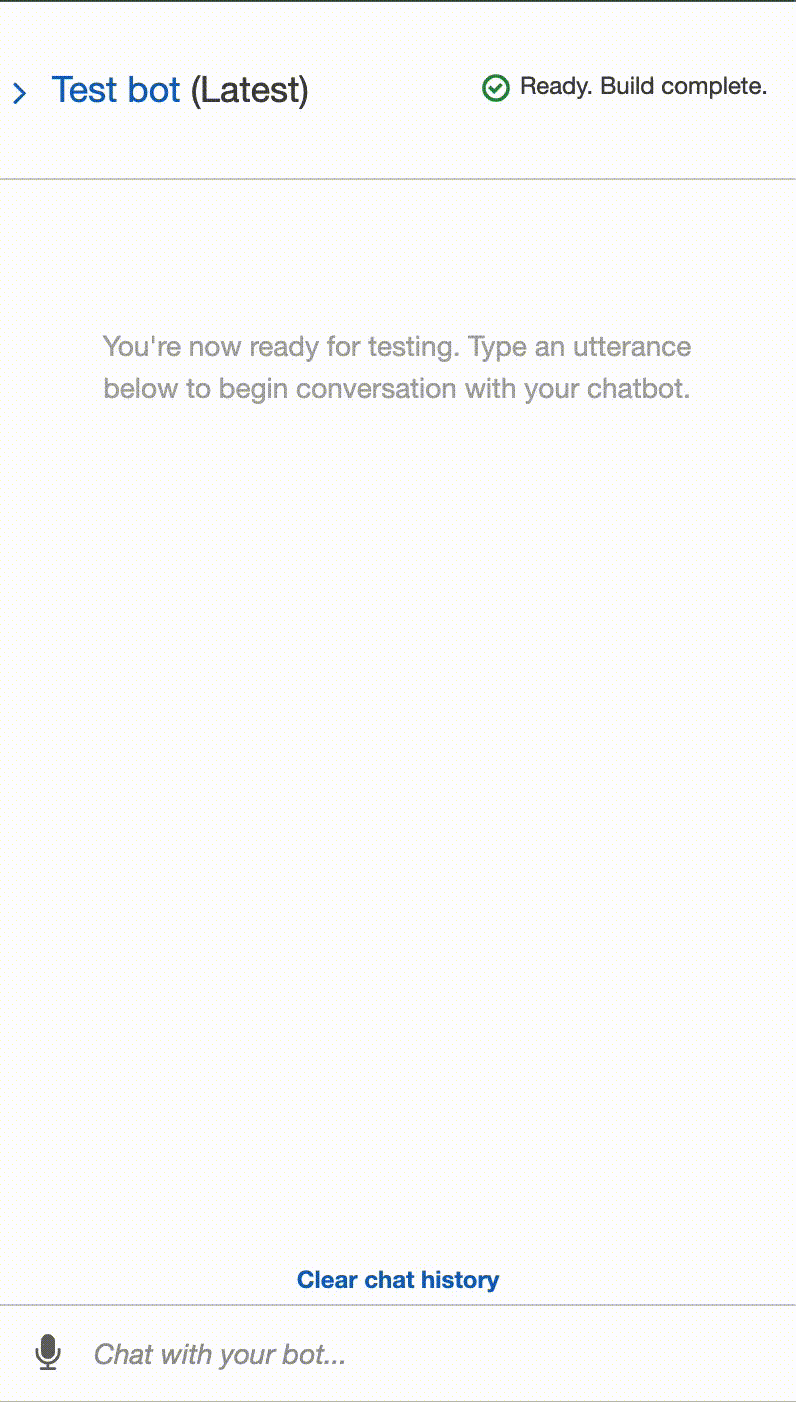 Test bot (Latest)
Ready. Build complete.
You're now ready for testing. Type an utterance
below to begin conversation with your chatbot.
Clear chat history
Chat with your bot...